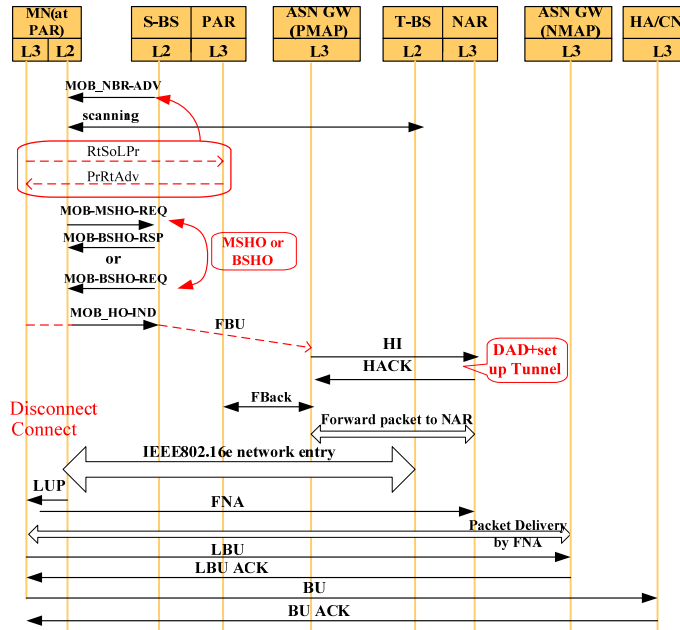 MN(at
PAR)
S-BS
PAR
ASN GW
(PMAP)
T-BS
NAR
ASN GW
(NMAP)
HA/CN
L3
L2
L2
L3
L3
L2
L3
L3
L3
MOB_NBR-ADV
scanning
RtSoLPr
PrRtAdv
MOB-MSHO-REQ
MOB-BSHO-RSP
or
MOB-BSHO-REQ
MSHO or
BSHO
MOB_HO-IND
FBU
HI
HACK
DAD+set
up Tunnel
FBack
Disconnect
Connect
Forward packet to NAR
IEEE802.16e network entry
LUP
FNA
Packet Delivery
by FNA
LBU
LBU ACK
BU
BU ACK